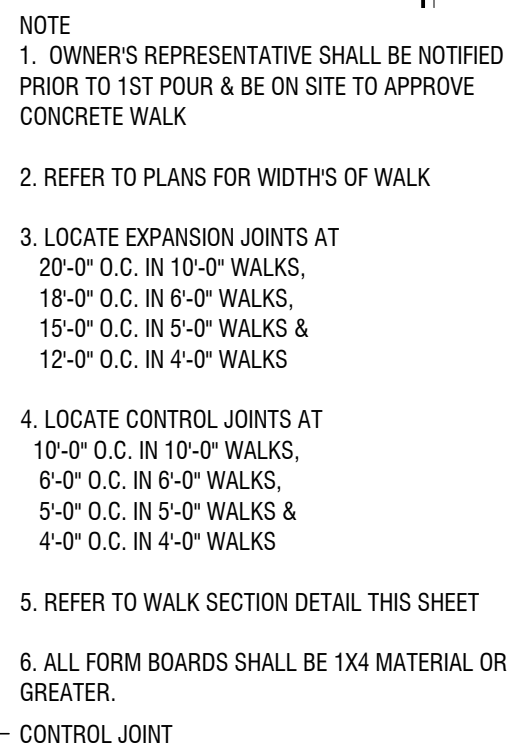 NOTE
1. OWNER'S REPRESENTATIVE SHALL BE NOTIFIED
PRIOR TO 1ST POUR & BE ON SITE TO APPROVE
CONCRETE WALK
2. REFER TO PLANS FOR WIDTH'S OF WALK
3. LOCATE EXPANSION JOINTS AT
20'-0" O.C. IN 10'-0" WALKS,
18'-0" O.C. IN 6'-0" WALKS,
15'-0" O.C. IN 5'-0" WALKS &
12'-0" O.C. IN 4'-0" WALKS
4. LOCATE CONTROL JOINTS AT
10'-0" O.C. IN 10'-0" WALKS,
6'-0" O.C. IN 6'-0" WALKS,
5'-0" O.C. IN 5'-0" WALKS &
4'-0" O.C. IN 4'-0" WALKS
5. REFER TO WALK SECTION DETAIL THIS SHEET
6. ALL FORM BOARDS SHALL BE 1X4 MATERIAL OR
GREATER.
CONTROL JOINT